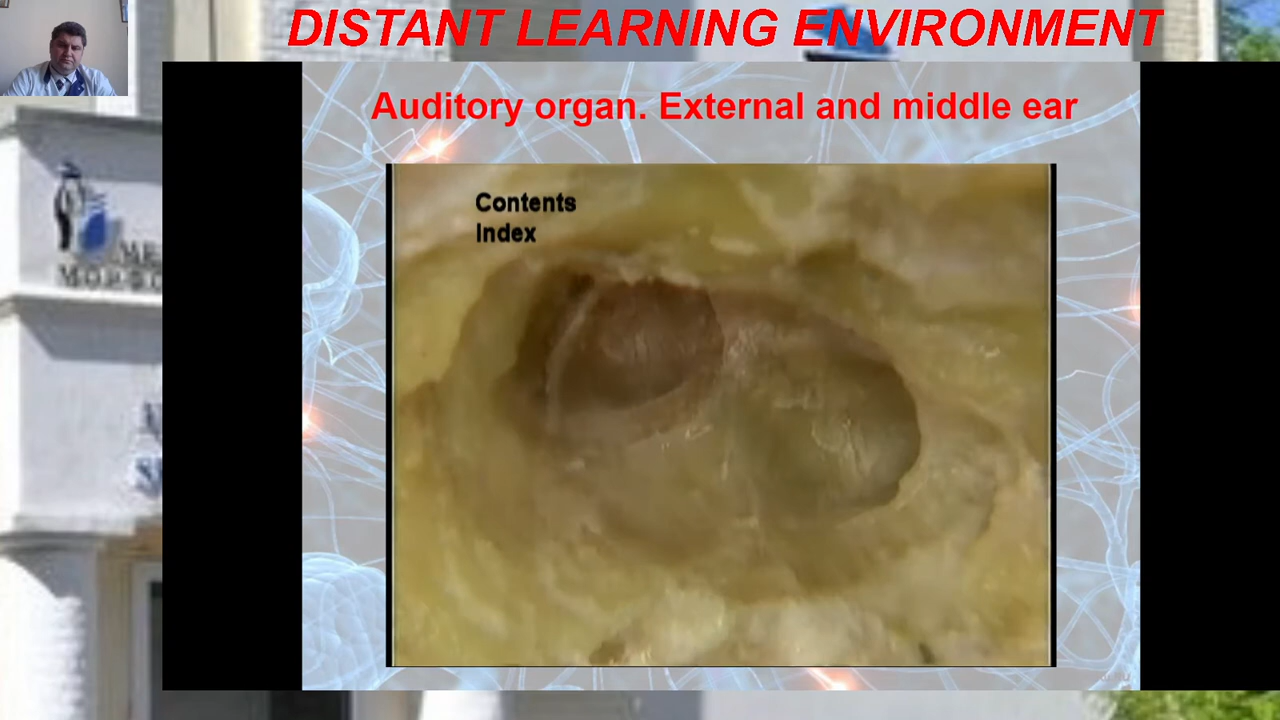 DISTANT LEARNING ENVIRONMENT
Auditory organ. External and middle ear
Contents
Index